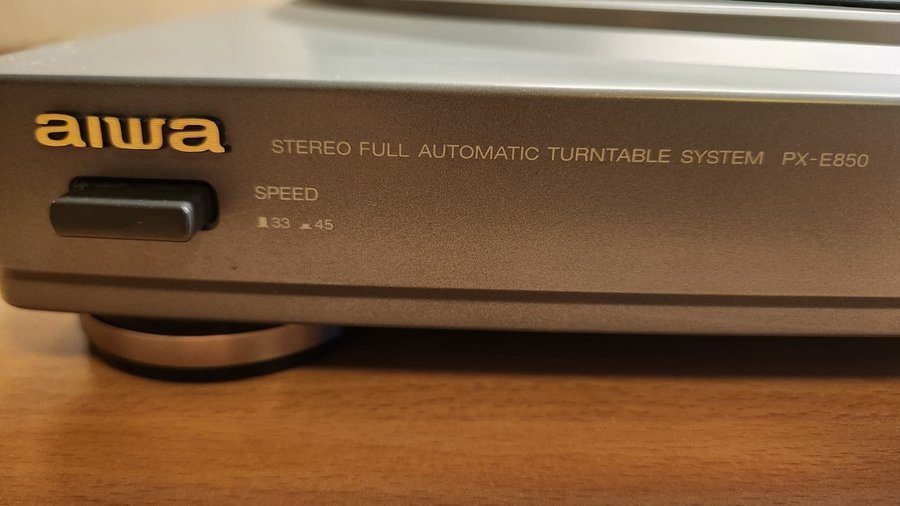 aiwa
STEREO FULL AUTOMATIC TURNTABLE SYSTEM PX-E850
SPEED
33 45